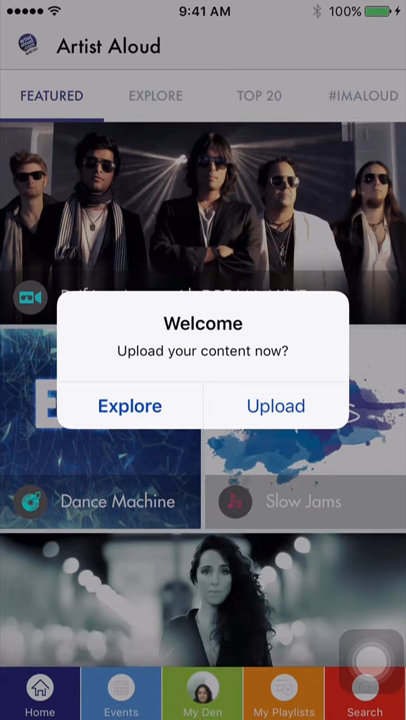 9:41 AM
100%
Artist Aloud
FEATURED
EXPLORE
TOP 20
#IMALOUD
Welcome
Upload your content now?
Explore
Upload
Dance Machine
Slow Jams
Home
Events
My Den
My Playlists
Search